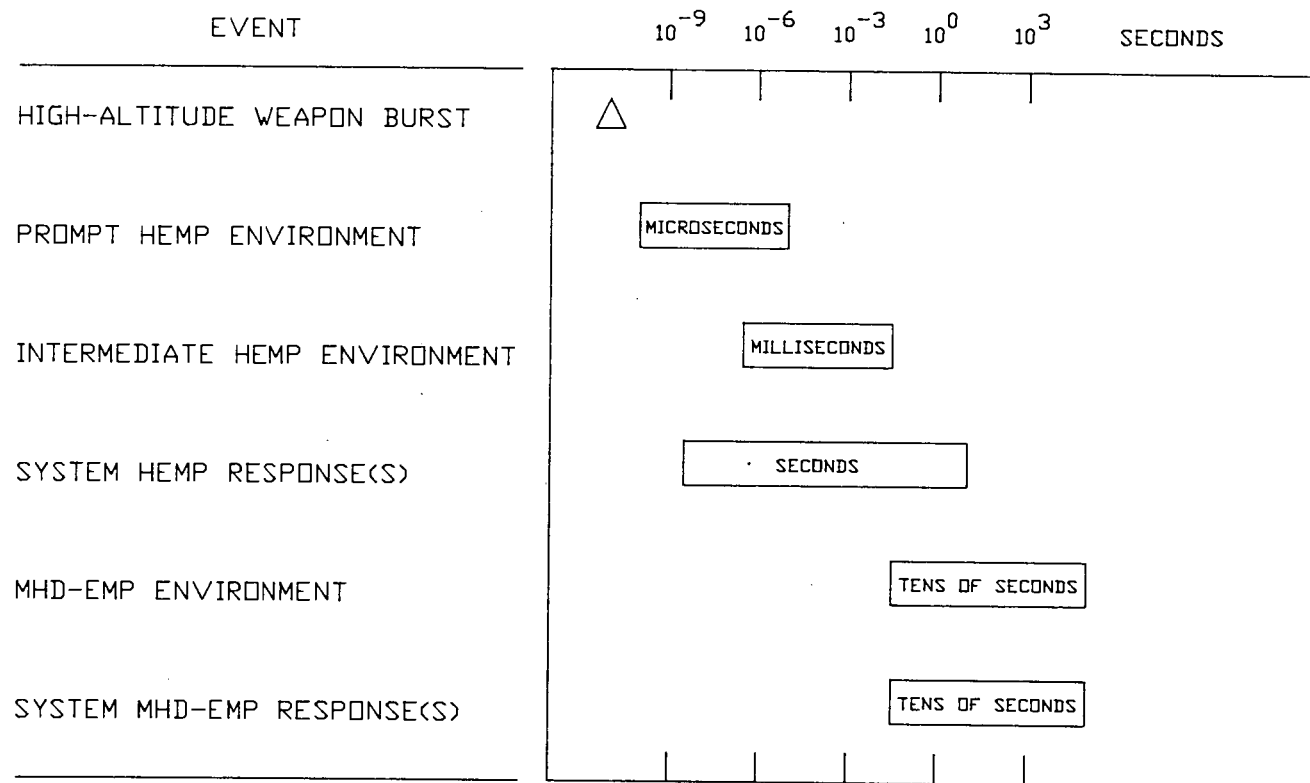 EVENT 10^-9 10^-6 10^-3 10^0 10^3 SECONDS
HIGH-ALTITUDE WEAPON BURST
PROMPT HEMP ENVIRONMENT MICROSECONDS
INTERMEDIATE HEMP ENVIRONMENT MILLISECONDS
SYSTEM HEMP RESPONSE(S) SECONDS
MHD-EMP ENVIRONMENT TENS OF SECONDS
SYSTEM MHD-EMP RESPONSE(S) TENS OF SECONDS